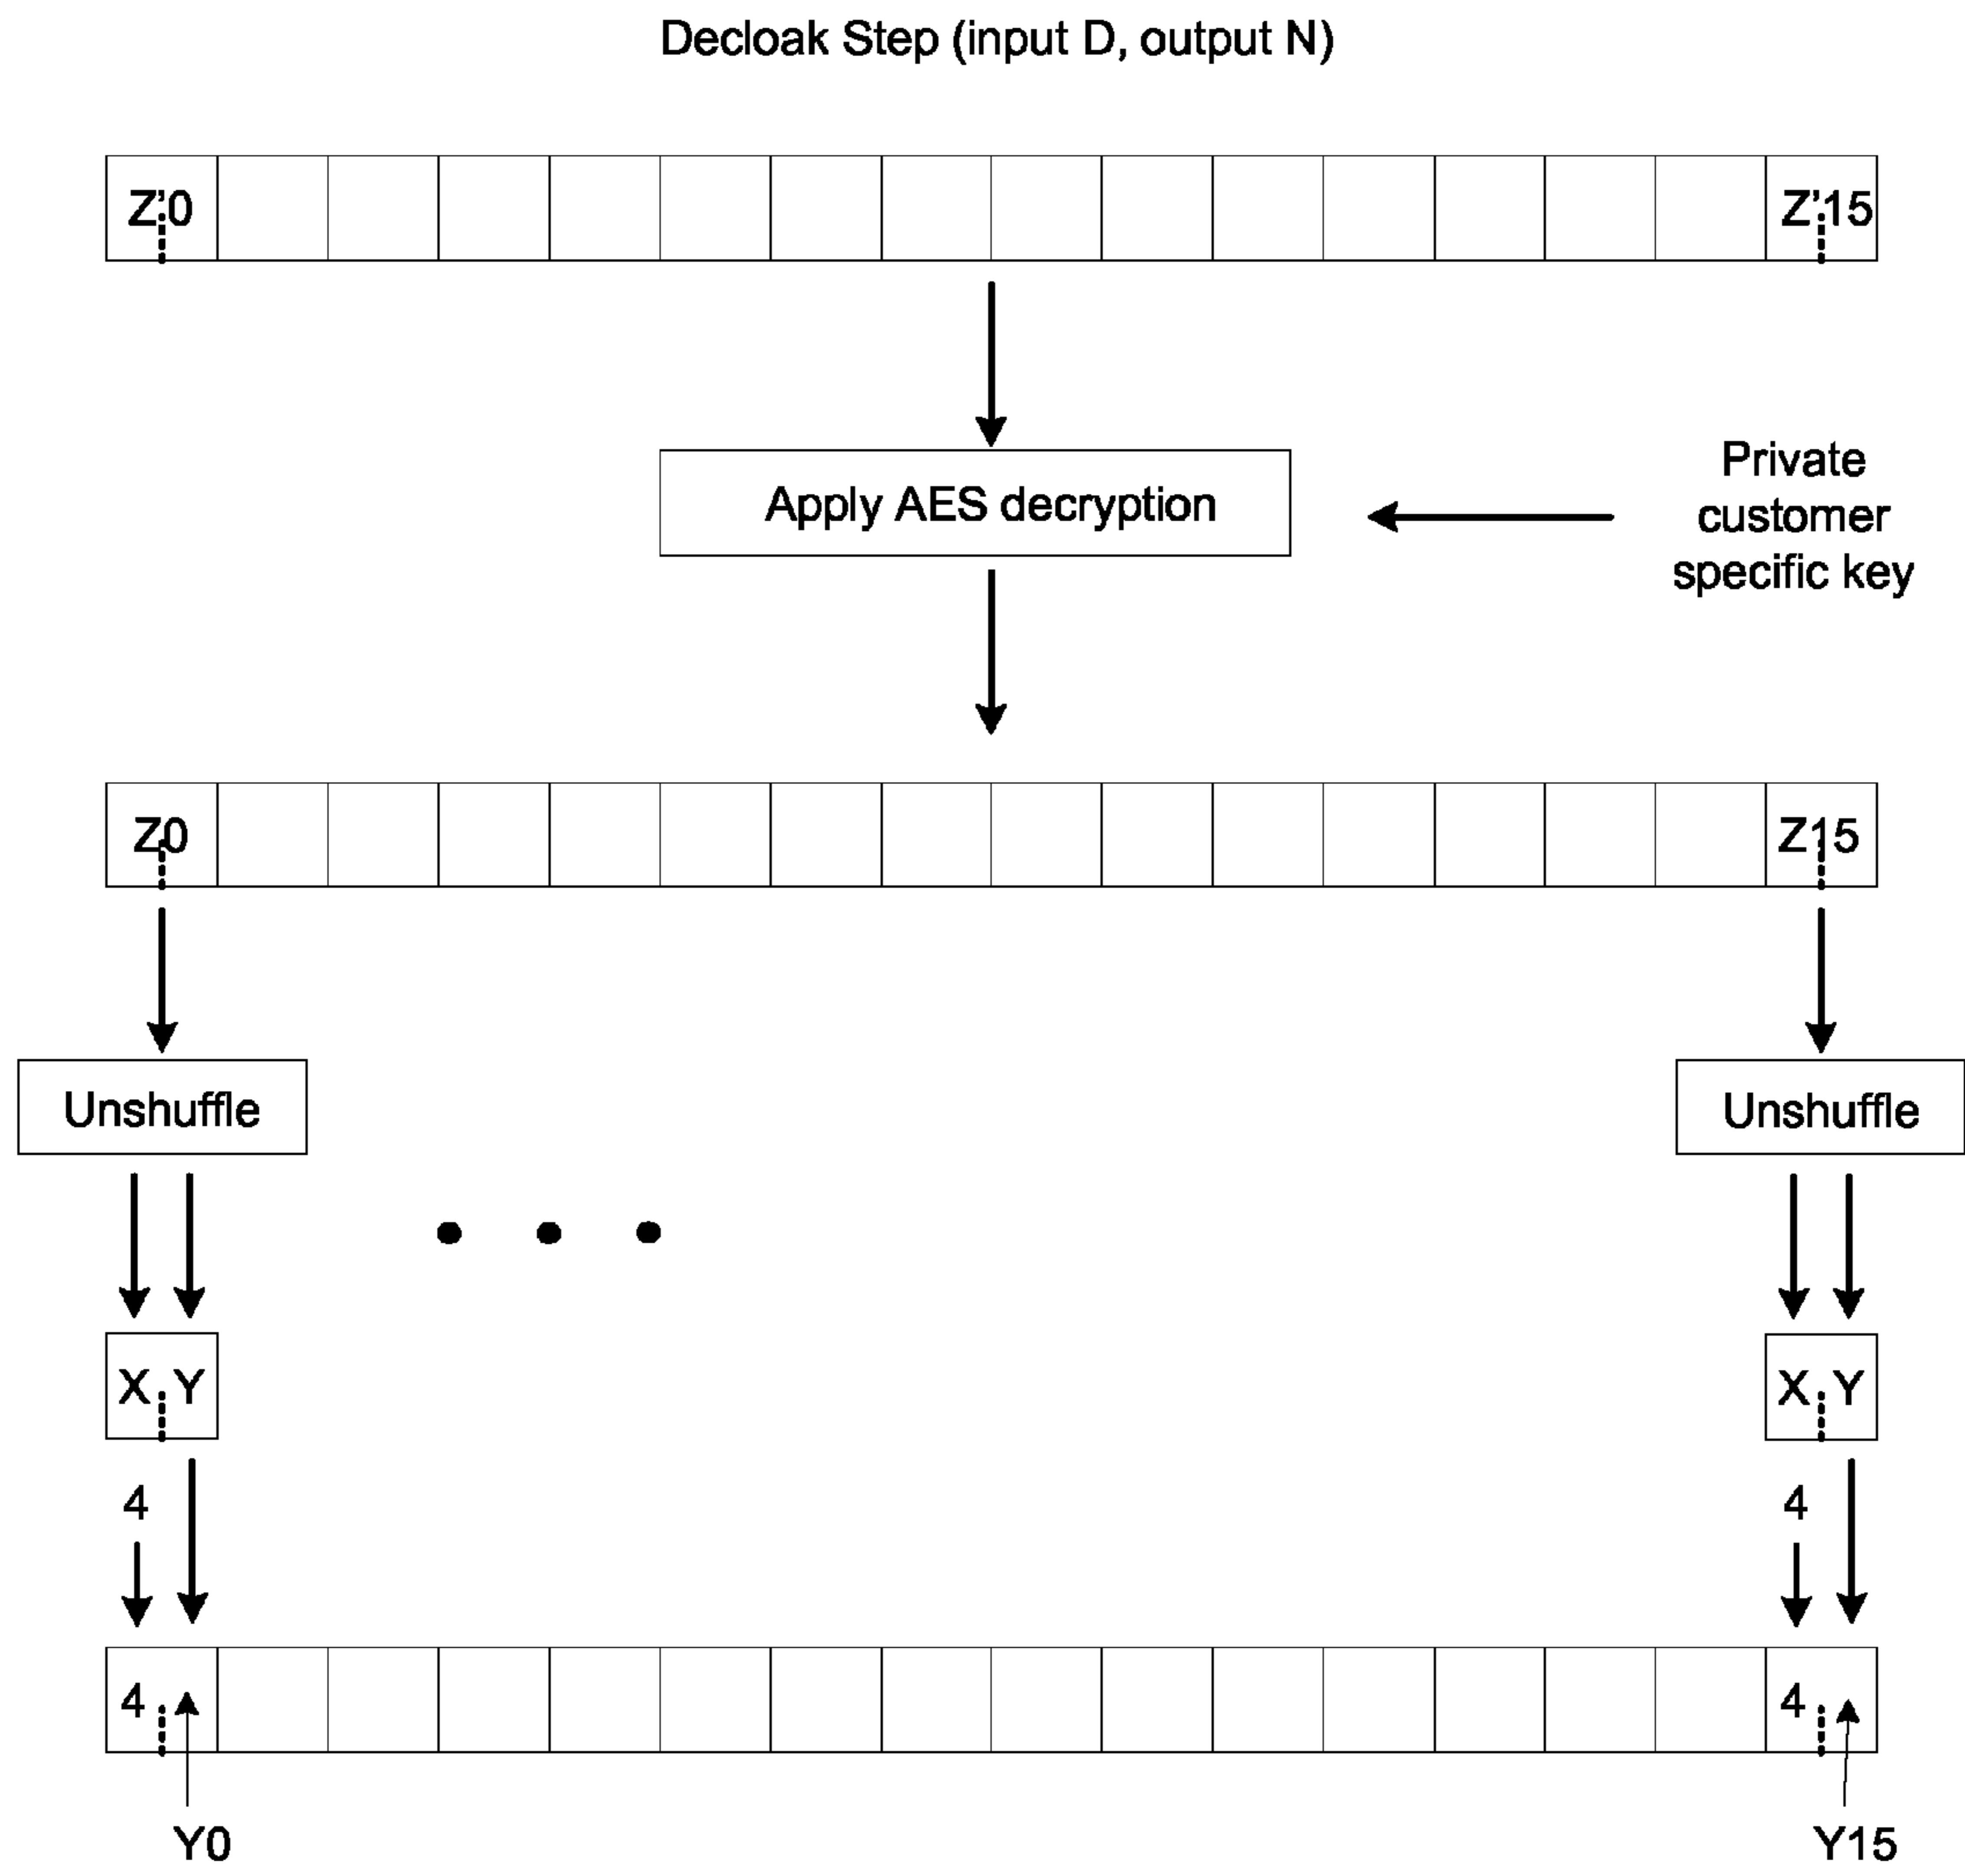 Decloak Step (input D, output N)
Z'0 Z'15
Apply AES decryption
Private
customer
specific key
Z0 Z15
Unshuffle Unshuffle
X Y X Y
4 4
4 4
Y0 Y15